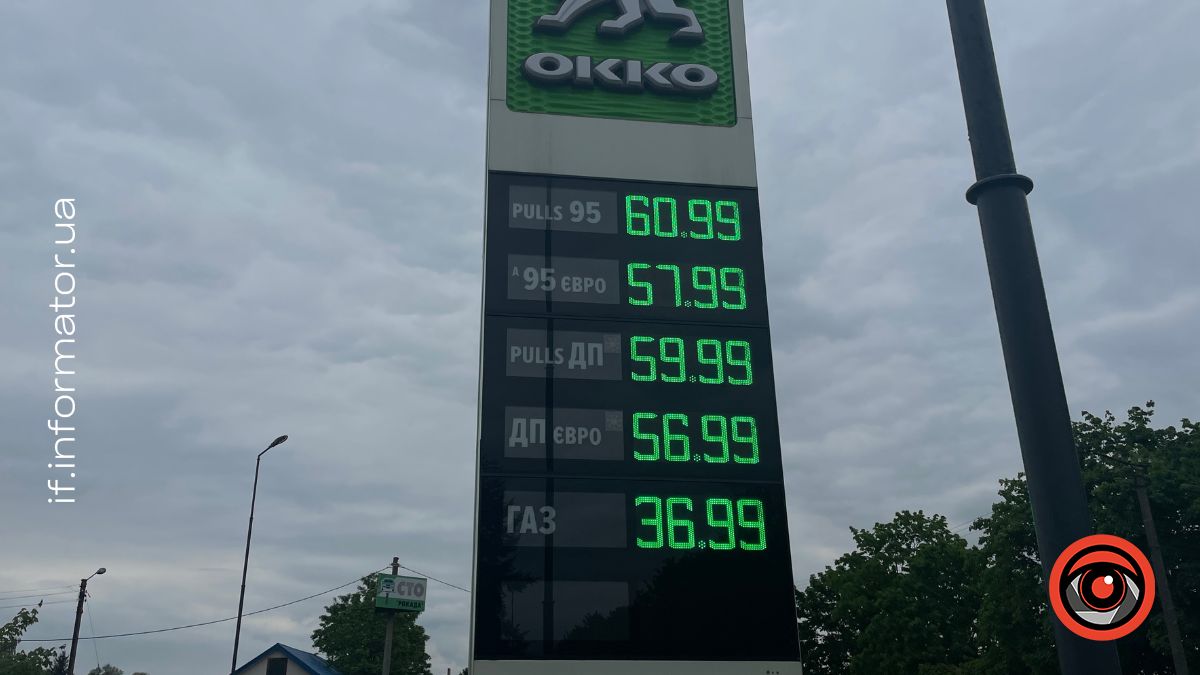 OKKO
PULLS 95 60.99
А 95 ЄВРО 57.99
PULLS ДП 59.99
ДП ЄВРО 56.99
ГАЗ 36.99
if.informator.ua
СТО
РОКАДА